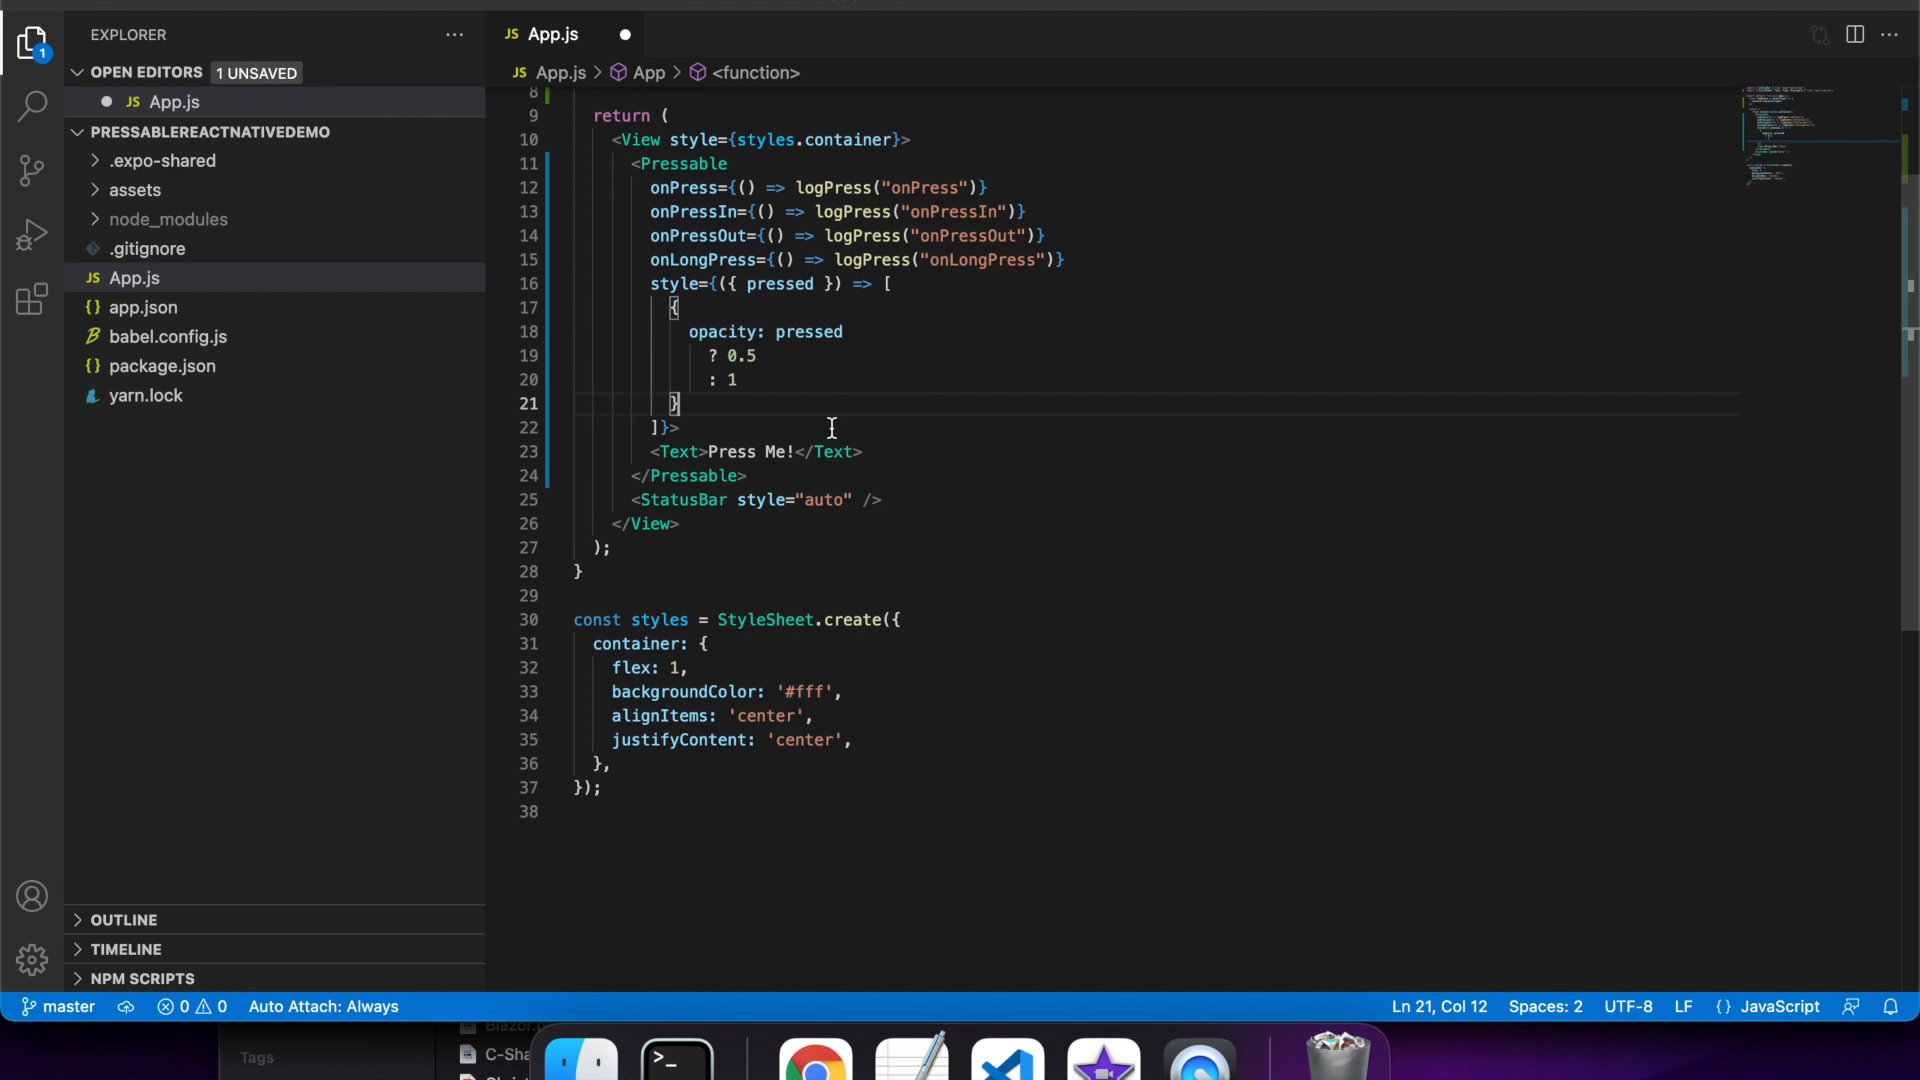 EXPLORER
OPEN EDITORS 1 UNSAVED
JS App.js
PRESSABLEREACTNATIVEDEMO
.expo-shared
assets
node_modules
.gitignore
JS App.js
{} app.json
babel.config.js
{} package.json
yarn.lock
OUTLINE
TIMELINE
NPM SCRIPTS
1
JS App.js
JS App.js > App > <function>
8
9 return (
10 <View style={styles.container}>
11 <Pressable
12 onPress={() => logPress("onPress")}
13 onPressIn={() => logPress("onPressIn")}
14 onPressOut={() => logPress("onPressOut")}
15 onLongPress={() => logPress("onLongPress")}
16 style={({ pressed }) => [
17 {
18 opacity: pressed
19 ? 0.5
20 : 1
21 }
22 ]}>
23 <Text>Press Me!</Text>
24 </Pressable>
25 <StatusBar style="auto" />
26 </View>
27 );
28 }
29
30 const styles = StyleSheet.create({
31 container: {
32 flex: 1,
33 backgroundColor: '#fff',
34 alignItems: 'center',
35 justifyContent: 'center',
36 },
37 });
38
master 0 0 Auto Attach: Always Ln 21, Col 12 Spaces: 2 UTF-8 LF {} JavaScript
Tags
C-Sha
>_